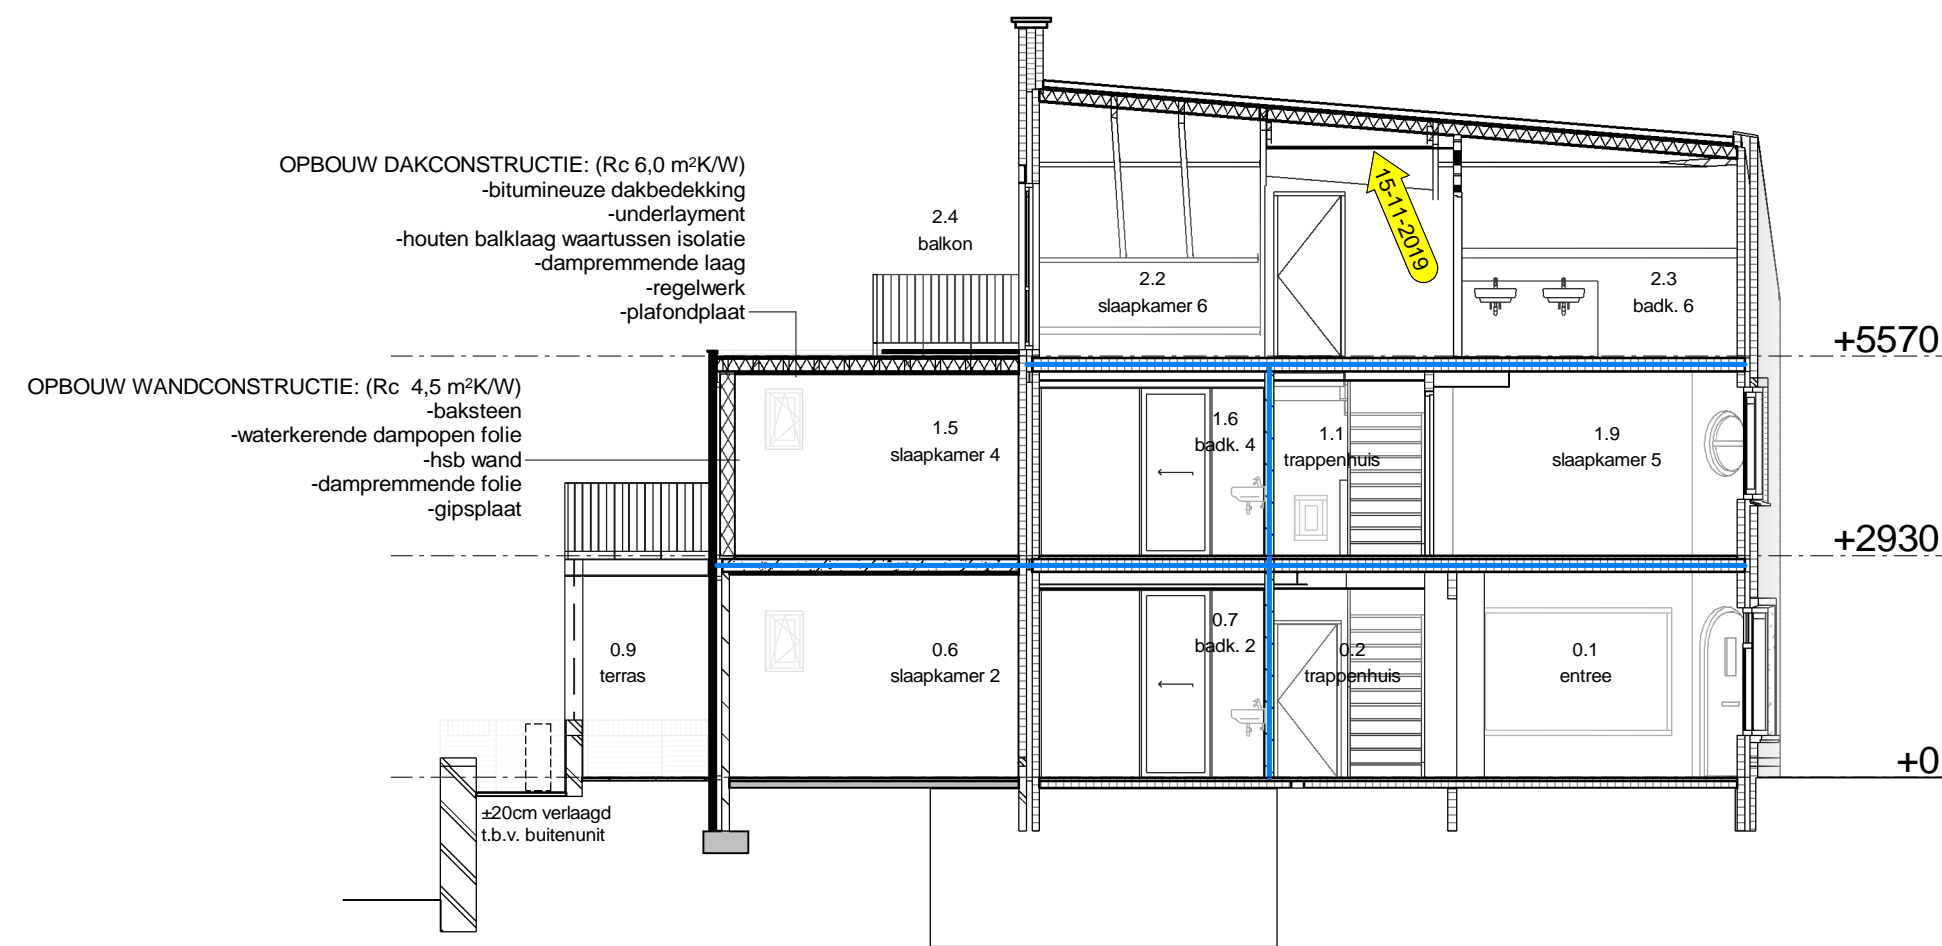 OPBOUW DAKCONSTRUCTIE: (Rc 6,0 m²K/W)
-bitumineuze dakbedekking
-underlayment
-houten balklaag waartussen isolatie
-dampremmende laag
-regelwerk
-plafondplaat
2.4
balkon
15-11-2019
2.2
slaapkamer 6
2.3
badk. 6
+5570
OPBOUW WANDCONSTRUCTIE: (Rc  4,5 m²K/W)
-baksteen
-waterkerende dampopen folie
-hsb wand
-dampremmende folie
-gipsplaat
1.5
slaapkamer 4
1.6
badk. 4
1.1
trappenhuis
1.9
slaapkamer 5
+2930
0.9
terras
0.6
slaapkamer 2
0.7
badk. 2
0.2
trappenhuis
0.1
entree
+0
±20cm verlaagd
t.b.v. buitenunit